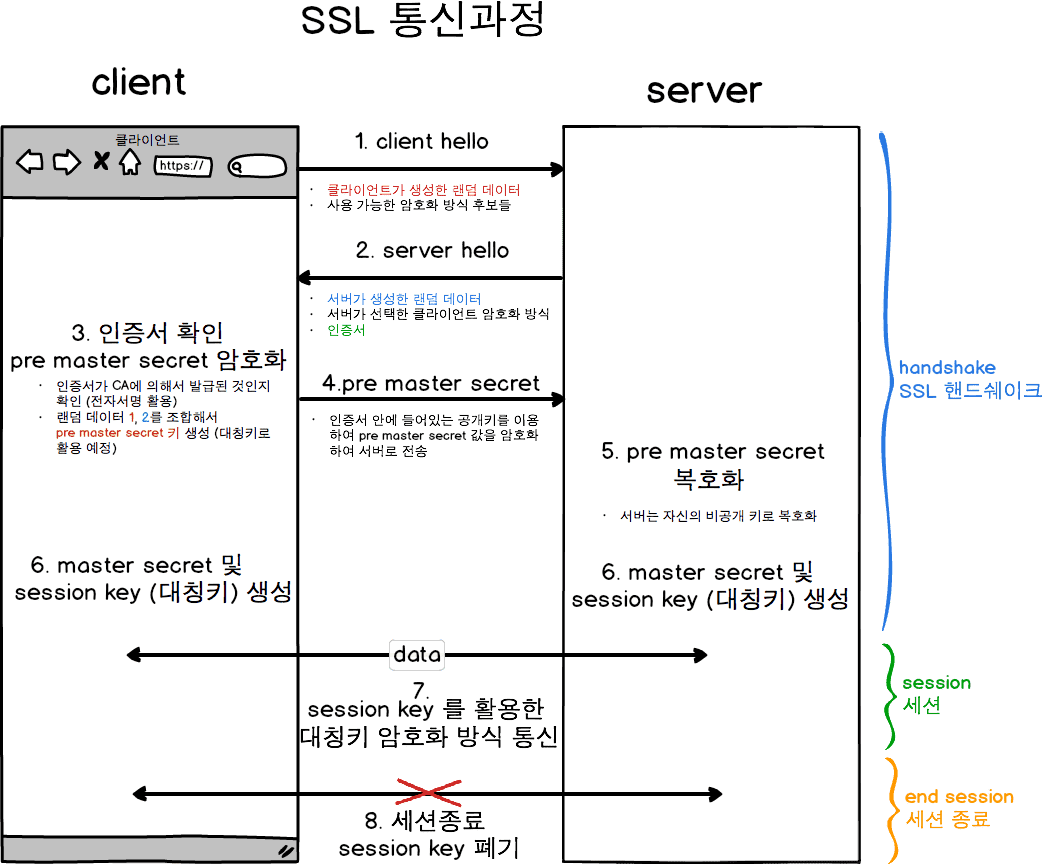 SSL 통신과정
client
server
클라이언트
https://
1. client hello
· 클라이언트가 생성한 랜덤 데이터
· 사용 가능한 암호화 방식 후보들
2. server hello
· 서버가 생성한 랜덤 데이터
· 서버가 선택한 클라이언트 암호화 방식
· 인증서
3. 인증서 확인
pre master secret 암호화
· 인증서가 CA에 의해서 발급된 것인지
확인 (전자서명 활용)
· 랜덤 데이터 1, 2를 조합해서
pre master secret 키 생성 (대칭키로
활용 예정)
4.pre master secret
· 인증서 안에 들어있는 공개키를 이용
하여 pre master secret 값을 암호화
하여 서버로 전송
5. pre master secret
복호화
· 서버는 자신의 비공개 키로 복호화
6. master secret 및
session key (대칭키) 생성
6. master secret 및
session key (대칭키) 생성
handshake
SSL 핸드쉐이크
data
7.
session key 를 활용한
대칭키 암호화 방식 통신
session
세션
8. 세션종료
session key 폐기
end session
세션 종료